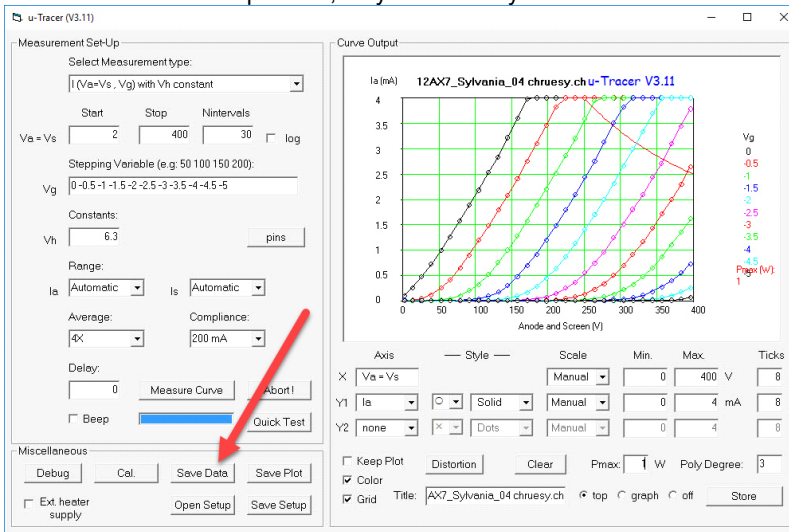 u-Tracer (V3.11)
Measurement Set-Up
Select Measurement type:
I (Va=Vs , Vg) with Vh constant
Start Stop Nintervals
Va = Vs 2 400 30 log
Stepping Variable (e.g: 50 100 150 200):
Vg 0 -0.5 -1 -1.5 -2 -2.5 -3 -3.5 -4 -4.5 -5
Constants:
Vh 6.3 pins
Range:
Ia Automatic Is Automatic
Average: Compliance:
4X 200 mA
Delay:
0 Measure Curve Abort !
Beep Quick Test
Miscellaneous
Debug Cal. Save Data Save Plot
Ext. heater
supply
Open Setup Save Setup
Curve Output
Ia (mA) 12AX7_Sylvania_04 chruesy.ch u-Tracer V3.11
4
3.5
3
2.5
2
1.5
1
0.5
0
0 50 100 150 200 250 300 350 400
Anode and Screen (V)
Vg
0
-0.5
-1
-1.5
-2
-2.5
-3
-3.5
-4
-4.5
Pmax (W):
1
Axis Style Scale Min. Max. Ticks
X Va = Vs Manual 0 400 V 8
Y1 Ia O Solid Manual 0 4 mA 8
Y2 none X Dots Manual 0 4 8
Keep Plot Distortion Clear Pmax: 1 W Poly Degree: 3
Color
Grid Title: AX7_Sylvania_04 chruesy.ch top graph off Store